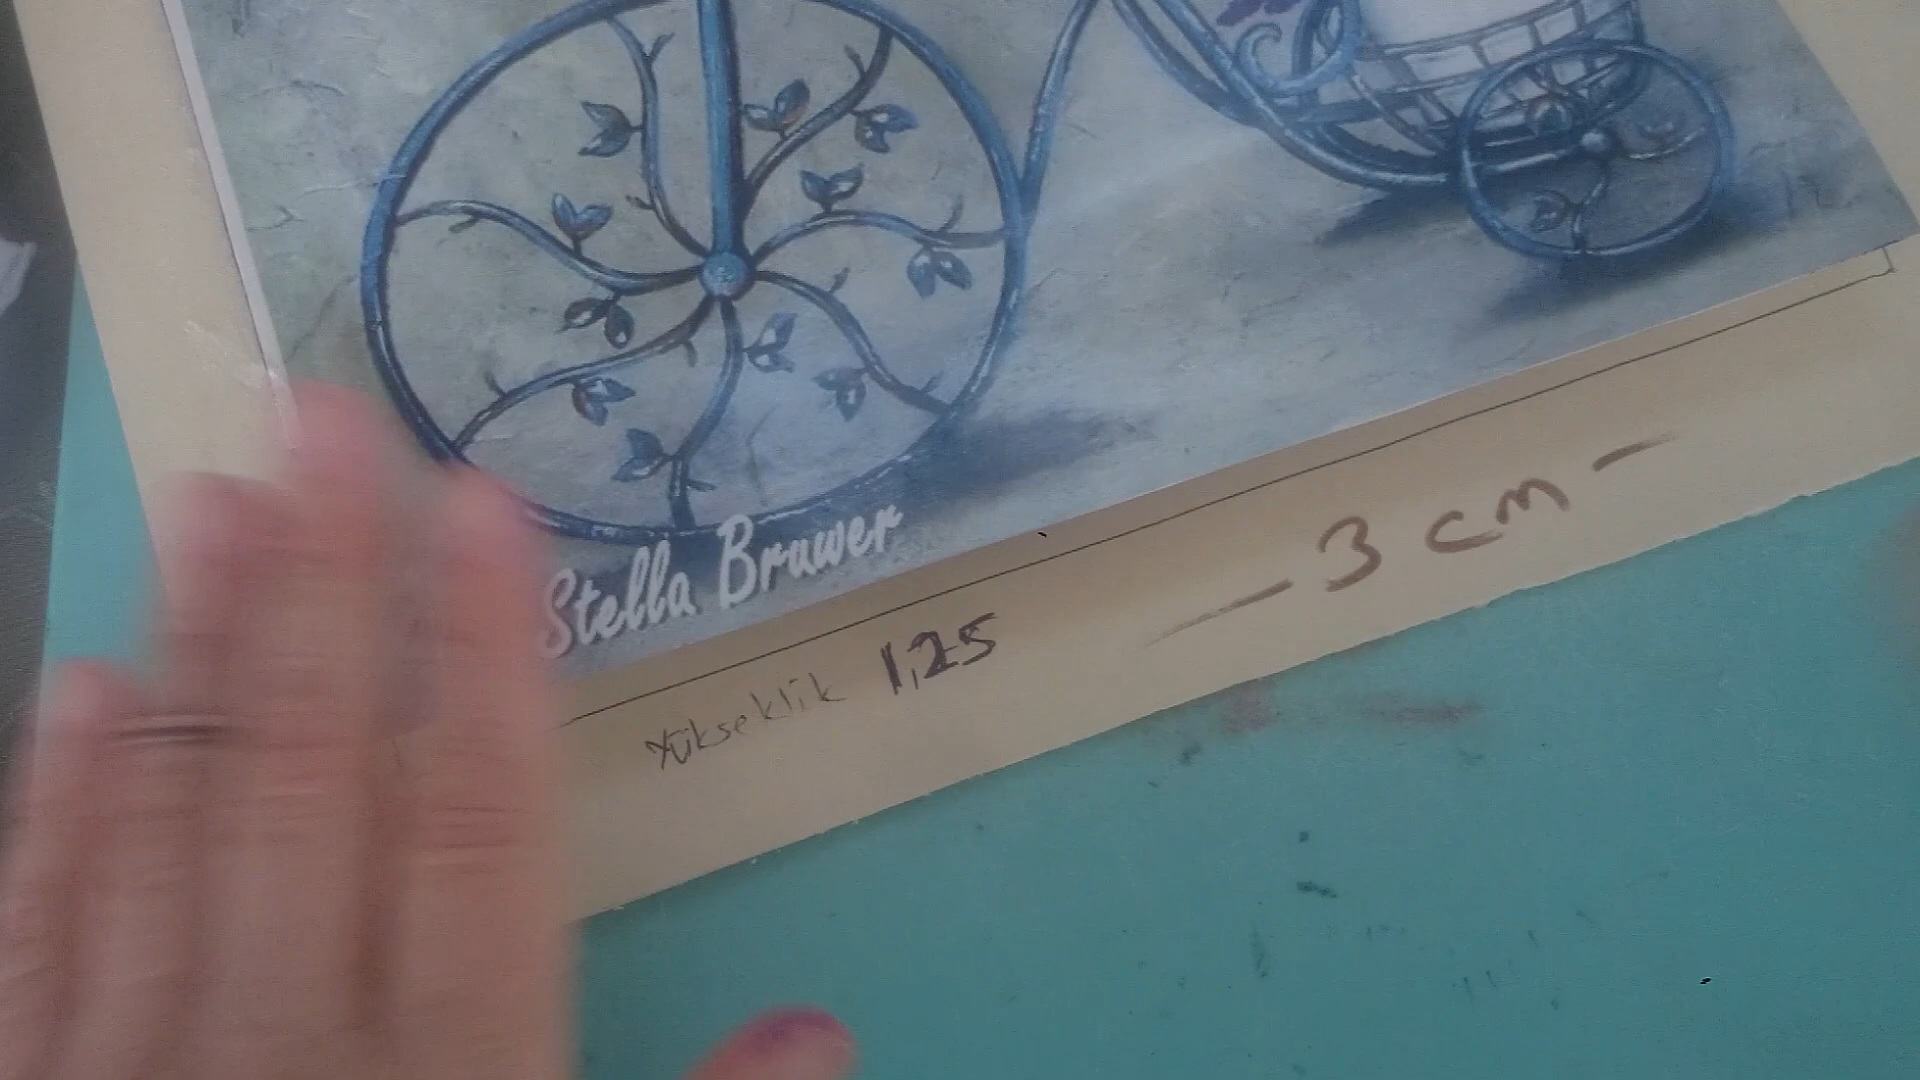 Stella Bruwer
Yükseklik 1,25
— 3 cm —